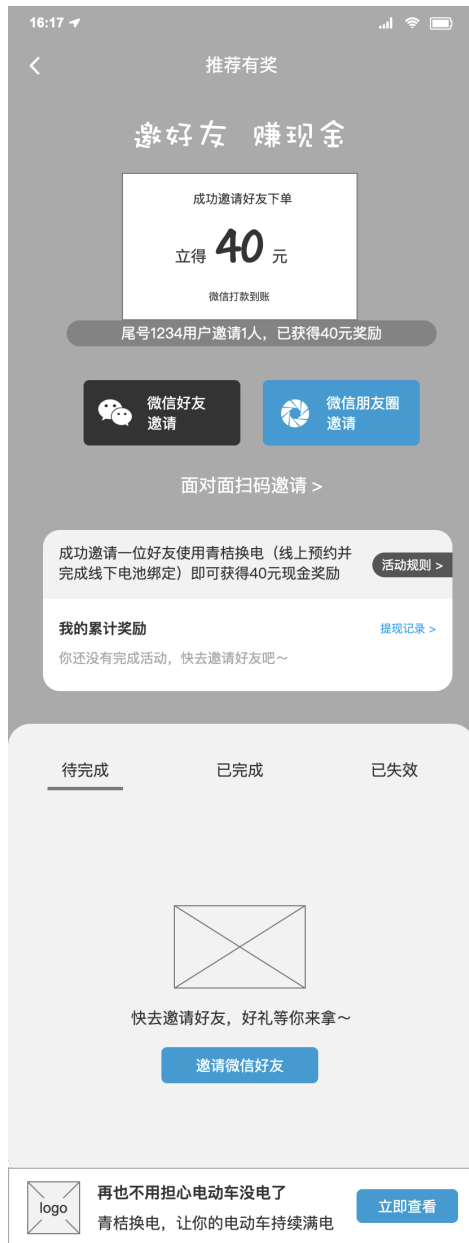 16:17
推荐有奖
邀好友 赚现金
成功邀请好友下单
立得 40 元
微信打款到账
尾号1234用户邀请1人，已获得40元奖励
微信好友
邀请
微信朋友圈
邀请
面对面扫码邀请 >
成功邀请一位好友使用青桔换电（线上预约并
完成线下电池绑定）即可获得40元现金奖励
活动规则 >
我的累计奖励
提现记录 >
你还没有完成活动，快去邀请好友吧～
待完成 已完成 已失效
快去邀请好友，好礼等你来拿～
邀请微信好友
logo
再也不用担心电动车没电了
青桔换电，让你的电动车持续满电
立即查看